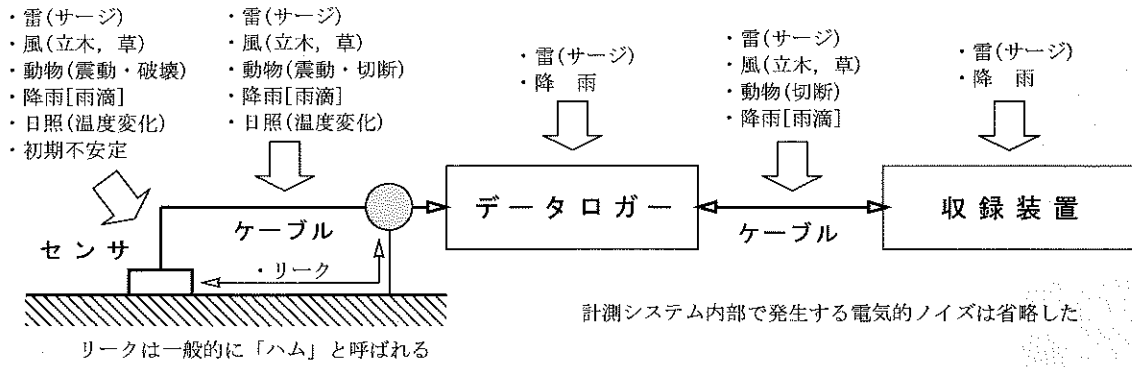 ・雷(サージ)
・風(立木, 草)
・動物(震動・破壊)
・降雨[雨滴]
・日照(温度変化)
・初期不安定
・雷(サージ)
・風(立木, 草)
・動物(震動・切断)
・降雨[雨滴]
・日照(温度変化)
・雷(サージ)
・降 雨
・雷(サージ)
・風(立木, 草)
・動物(切断)
・降雨[雨滴]
・雷(サージ)
・降 雨
センサ
ケーブル
・リーク
データロガー
ケーブル
収録装置
計測システム内部で発生する電気的ノイズは省略した
リークは一般的に「ハム」と呼ばれる